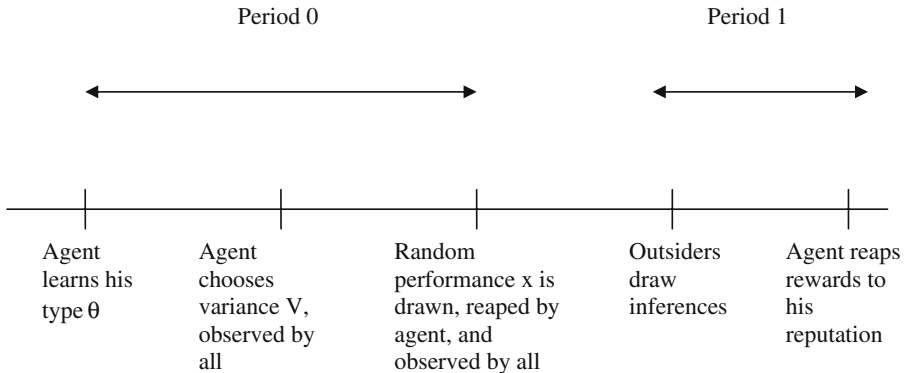 Period 0
Period 1
Agent
learns his
type θ
Agent
chooses
variance V,
observed by
all
Random
performance x is
drawn, reaped by
agent, and
observed by all
Outsiders
draw
inferences
Agent reaps
rewards to
his
reputation